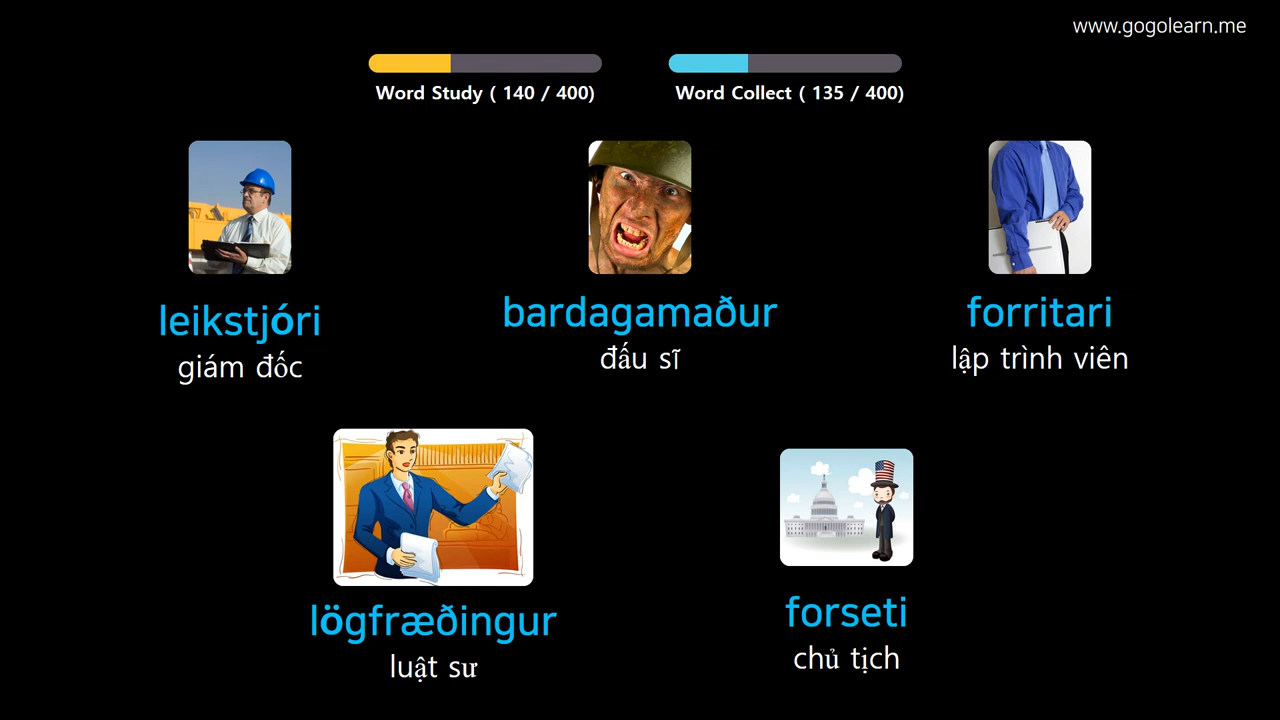 www.gogolearn.me
Word Study ( 140 / 400)
Word Collect ( 135 / 400)
leikstjóri
giám đốc
bardagamaður
đấu sĩ
forritari
lập trình viên
lögfræðingur
luật sư
forseti
chủ tịch